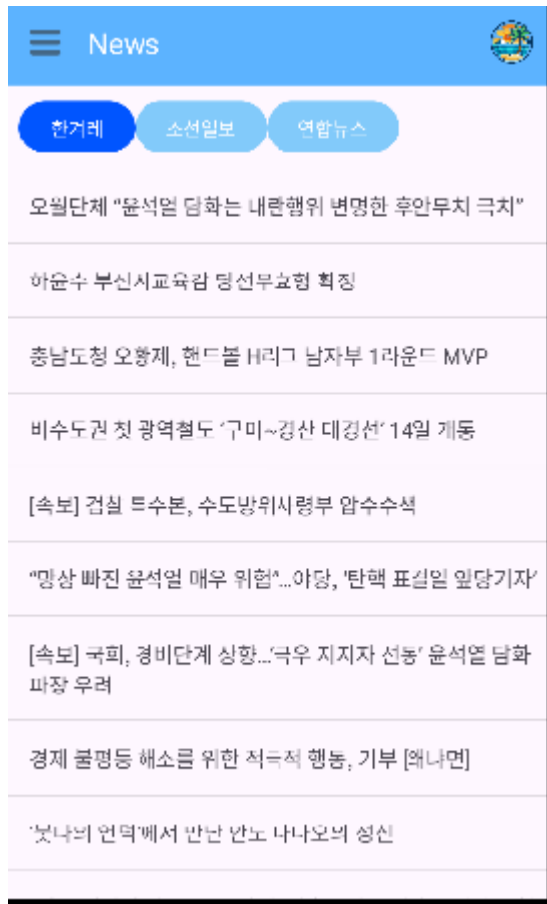 News
한겨레 조선일보 연합뉴스
오월단체 “윤석열 담화는 내란행위 변명한 후안무치 극치”
하윤수 부산시교육감 당선무효형 확정
충남도청 오황제, 핸드볼 H리그 남자부 1라운드 MVP
비수도권 첫 광역철도 ‘구미~경산 대경선’ 14일 개통
[속보] 검찰 특수본, 수도방위사령부 압수수색
“망상 빠진 윤석열 매우 위험”…야당, ‘탄핵 표결일 앞당기자’
[속보] 국회, 경비단계 상향…‘극우 지지자 선동’ 윤석열 담화
파장 우려
경제 불평등 해소를 위한 적극적 행동, 기부 [왜냐면]
언덕’에서 만난 안도 다다오의 정신